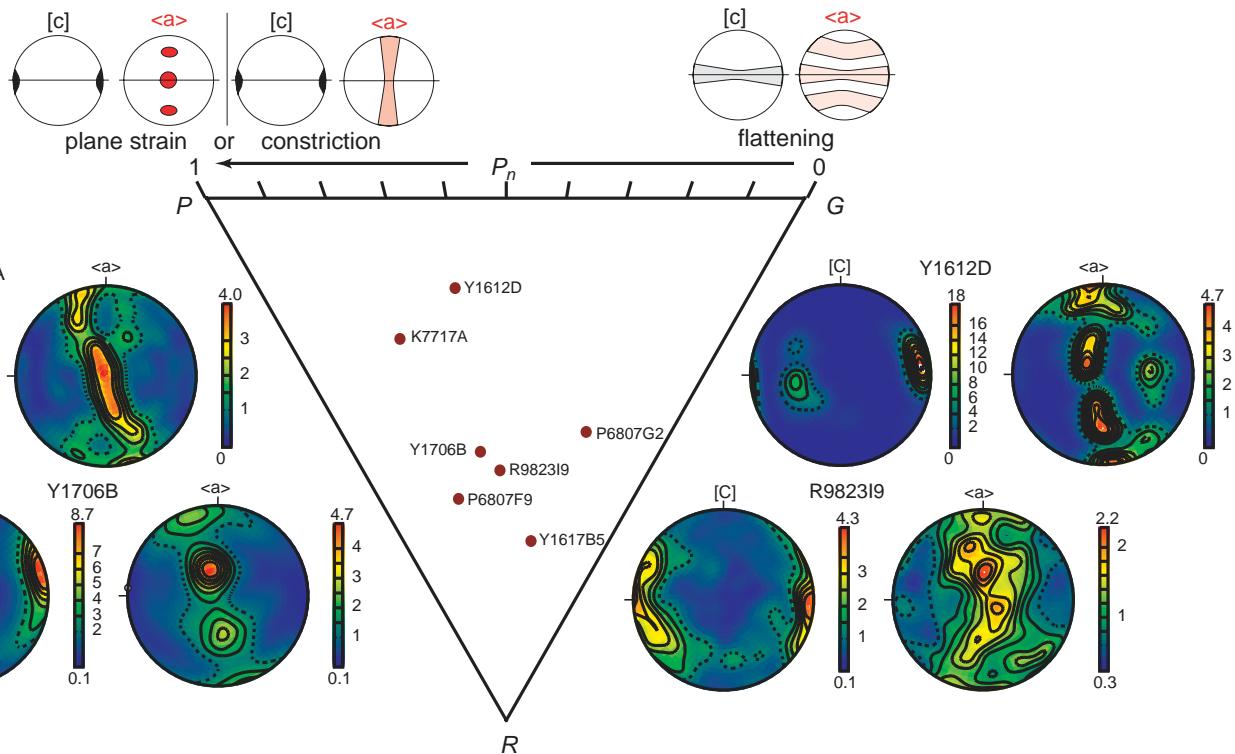 [c] <a> [c] <a> [c] <a>
plane strain or constriction flattening
1 Pn 0
P G
A <a>
4.0
3
2
1
0
[C] Y1612D <a>
18
16
14
12
10
8
6
4
2
0
4.7
4
3
2
1
0
Y1612D
K7717A
P6807G2
Y1706B
R9823I9
P6807F9
Y1617B5
Y1706B <a>
8.7
7
6
5
4
3
2
0.1
4.7
4
3
2
1
0.1
[C] R9823I9 <a>
4.3
3
2
1
0.1
2.2
2
1
0.3
R